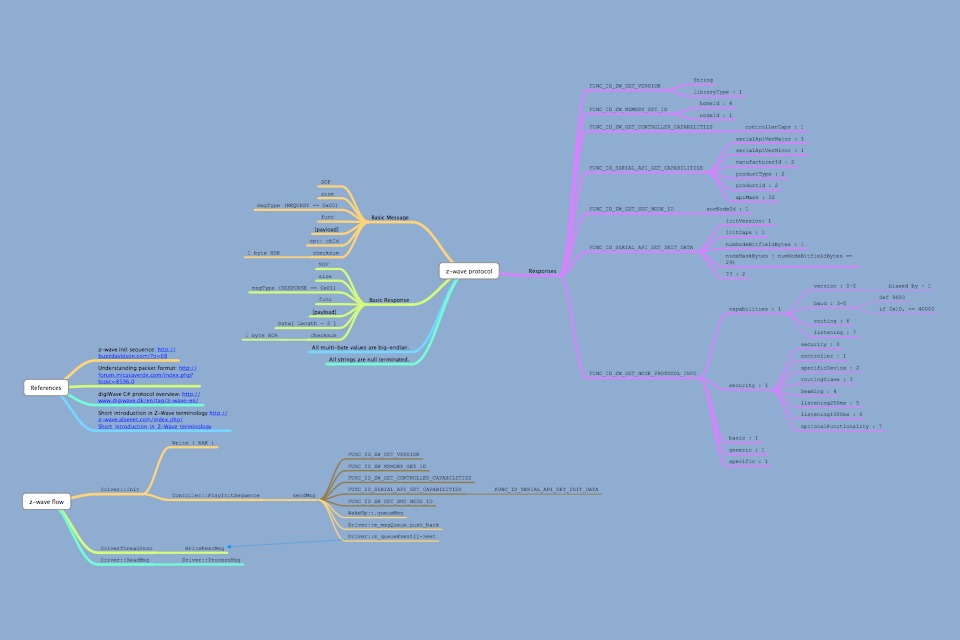 String
FUNC_ID_ZW_GET_VERSION
libraryType : 1
homeId : 4
FUNC_ID_ZW_MEMORY_GET_ID
nodeId : 1
FUNC_ID_ZW_GET_CONTROLLER_CAPABILITIES
controllerCaps : 1
serialApiVerMajor : 1
serialApiVerMinor : 1
manufacturesId : 2
FUNC_ID_SERIAL_API_GET_CAPABILITIES
productType : 2
productId : 2
apiMask : 32
FUNC_ID_ZW_GET_SUC_NODE_ID
sucNodeId : 1
initVersion: 1
initCaps : 1
numNodeBitfieldBytes : 1
FUNC_ID_SERIAL_API_GET_INIT_DATA
nodeMaskBytes : numNodeBitfieldBytes ==
29)
?? : 2
Responses
version : 0-2
biased by - 1
def 9600
baud : 3-5
if 0x10, == 40000
capabilities : 1
routing : 6
listening : 7
security : 0
controller : 1
specificDevice : 2
FUNC_ID_ZW_GET_NODE_PROTOCOL_INFO
routingSlave : 3
security : 1
beaming : 4
listening250ms : 5
listening1000ms : 6
optionalFunctionality : 7
basic : 1
generic : 1
specific : 1
z-wave protocol
SOF
size
msgType (REQUEST == 0x00)
func
Basic Message
[payload]
opt: cbId
1 byte XOR
checksum
SOF
size
msgType (RESPONSE == 0x01)
func
Basic Response
[payload]
Data[ Length - 5 ]
1 byte XOR
checksum
All multi-byte values are big-endian.
All strings are null terminated.
References
z-wave init sequence: http://
buzzdavidson.com/?p=68
Understanding packet format: http://
forum.micasaverde.com/index.php?
topic=8596.0
digiWave C# protocol overview: http://
www.digiwave.dk/en/tag/z-wave-en/
Short introduction in Z-Wave terminology http://
z-wave.alsenet.com/index.php/
Short_introduction_in_Z-Wave_terminology
z-wave flow
Write ( NAK )
Driver::Init
Contoller::PlayInitSequence
sendMsg
FUNC_ID_ZW_GET_VERSION
FUNC_ID_ZW_MEMORY_GET_ID
FUNC_ID_ZW_GET_CONTROLLER_CAPABILITIES
FUNC_ID_SERIAL_API_GET_CAPABILITIES
FUNC_ID_SERIAL_API_GET_INIT_DATA
FUNC_ID_ZW_GET_SUC_NODE_ID
WakeUp::.queueMsg
Driver::m_msgQueue.push_back
Driver::m_queueEvent[]->set
DriverThreadProc
WriteNextMsg
Driver::ReadMsg
Driver::ProcessMsg